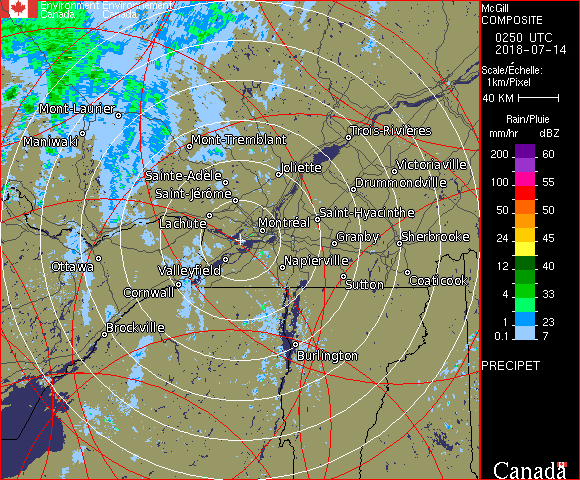 Environment Environnement
Canada Canada
Mont-Laurier
Maniwaki
Mont-Tremblant
Trois-Rivières
Sainte-Adèle
Joliette
Victoriaville
Saint-Jérôme
Drummondville
Lachute
Montréal
Saint-Hyacinthe
Granby
Sherbrooke
Ottawa
Valleyfield
Napierville
Cornwall
Sutton
Coaticook
Brockville
Burlington
McGill
COMPOSITE
0250 UTC
2018-07-14
Scale/Échelle:
1km/Pixel
40 KM
Rain/Pluie
mm/hr dBZ
200 60
100 55
50 50
24 45
12 40
4 33
1 23
0.1 7
PRECIPET
Canada